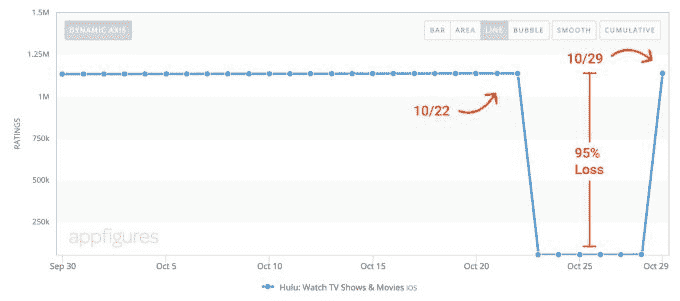 1.5M
DYNAMIC AXIS
BAR AREA LINE BUBBLE SMOOTH CUMULATIVE
1.25M
10/29
1M
10/22
RATINGS
750k
95%
Loss
500k
250k
appfigures
Sep 30 Oct 5 Oct 10 Oct 15 Oct 20 Oct 25 Oct 29
Hulu: Watch TV Shows & Movies iOS